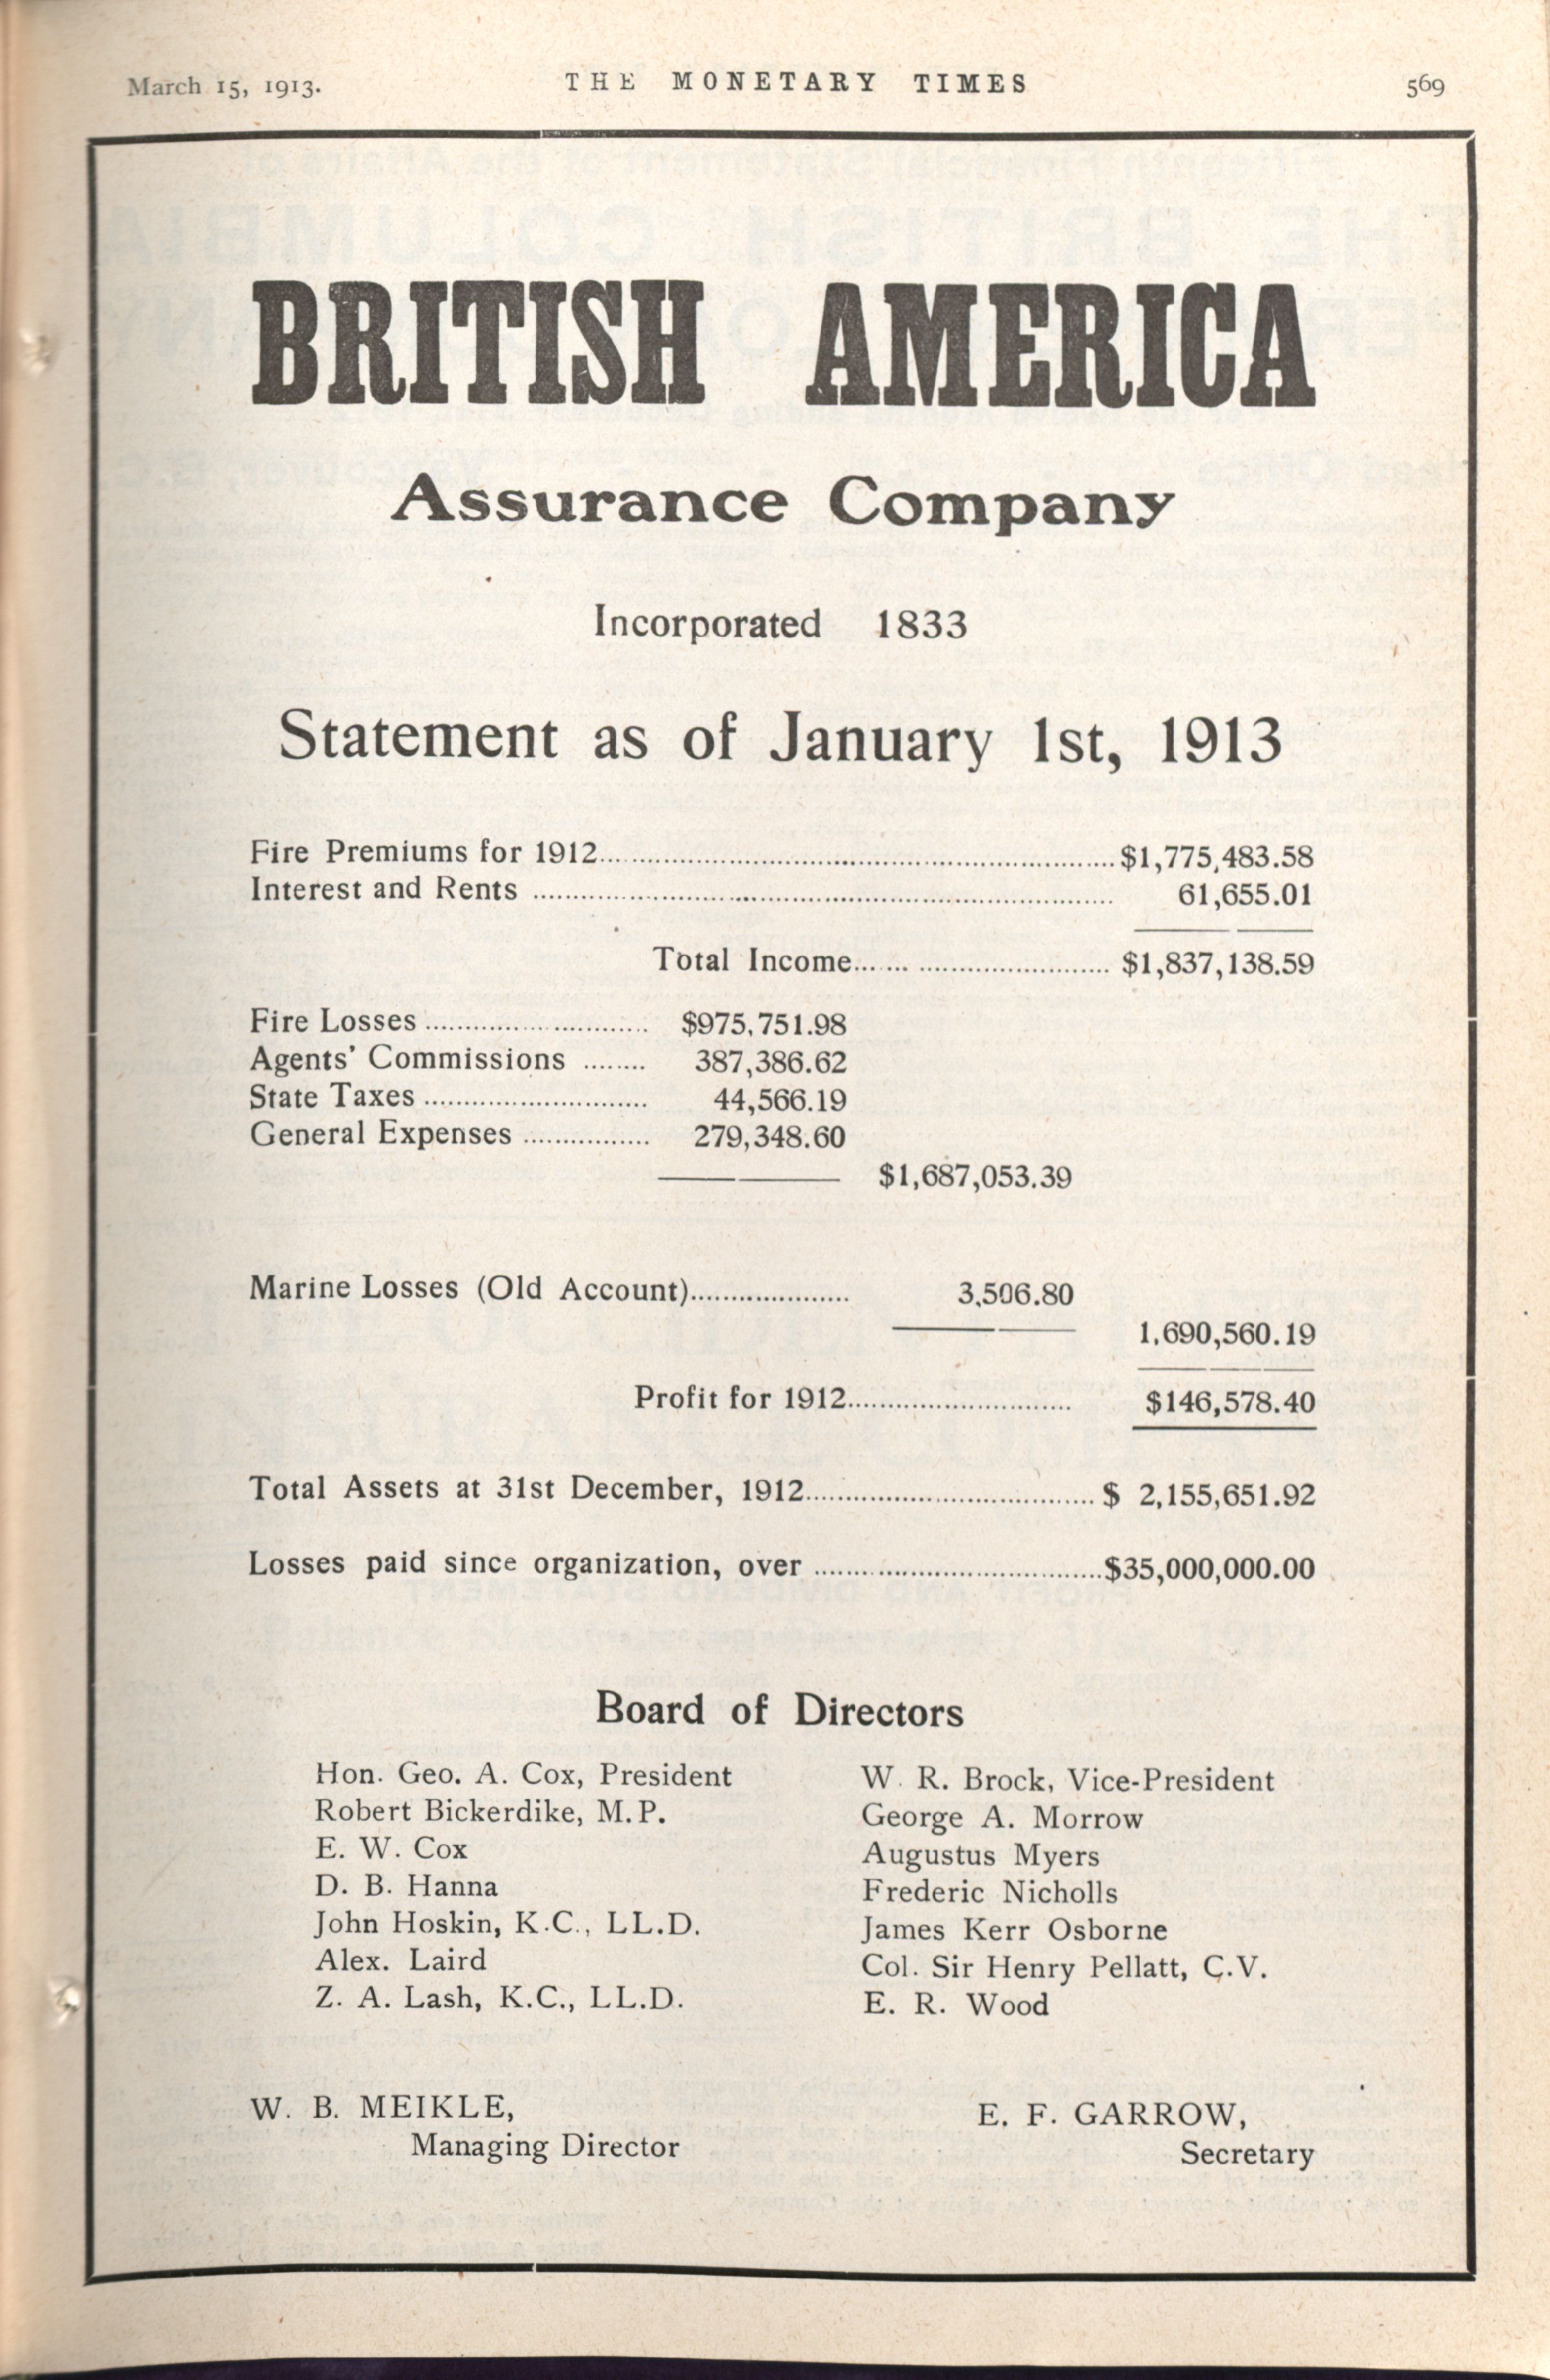 March 15, 1913. THE MONETARY TIMES 569
BRITISH AMERICA
Assurance Company
Incorporated 1833
Statement as of January 1st, 1913
Fire Premiums for 1912 $1,775,483.58
Interest and Rents 61,655.01
Total Income $1,837,138.59
Fire Losses $975,751.98
Agents' Commissions 387,386.62
State Taxes 44,566.19
General Expenses 279,348.60
$1,687,053.39
Marine Losses (Old Account) 3,506.80
1,690,560.19
Profit for 1912 $146,578.40
Total Assets at 31st December, 1912 $ 2,155,651.92
Losses paid since organization, over $35,000,000.00
Board of Directors
Hon. Geo. A. Cox, President
Robert Bickerdike, M.P.
E. W. Cox
D. B. Hanna
John Hoskin, K.C., LL.D.
Alex. Laird
Z. A. Lash, K.C., LL.D.
W. R. Brock, Vice-President
George A. Morrow
Augustus Myers
Frederic Nicholls
James Kerr Osborne
Col. Sir Henry Pellatt, C.V.
E. R. Wood
W. B. MEIKLE,
Managing Director
E. F. GARROW,
Secretary